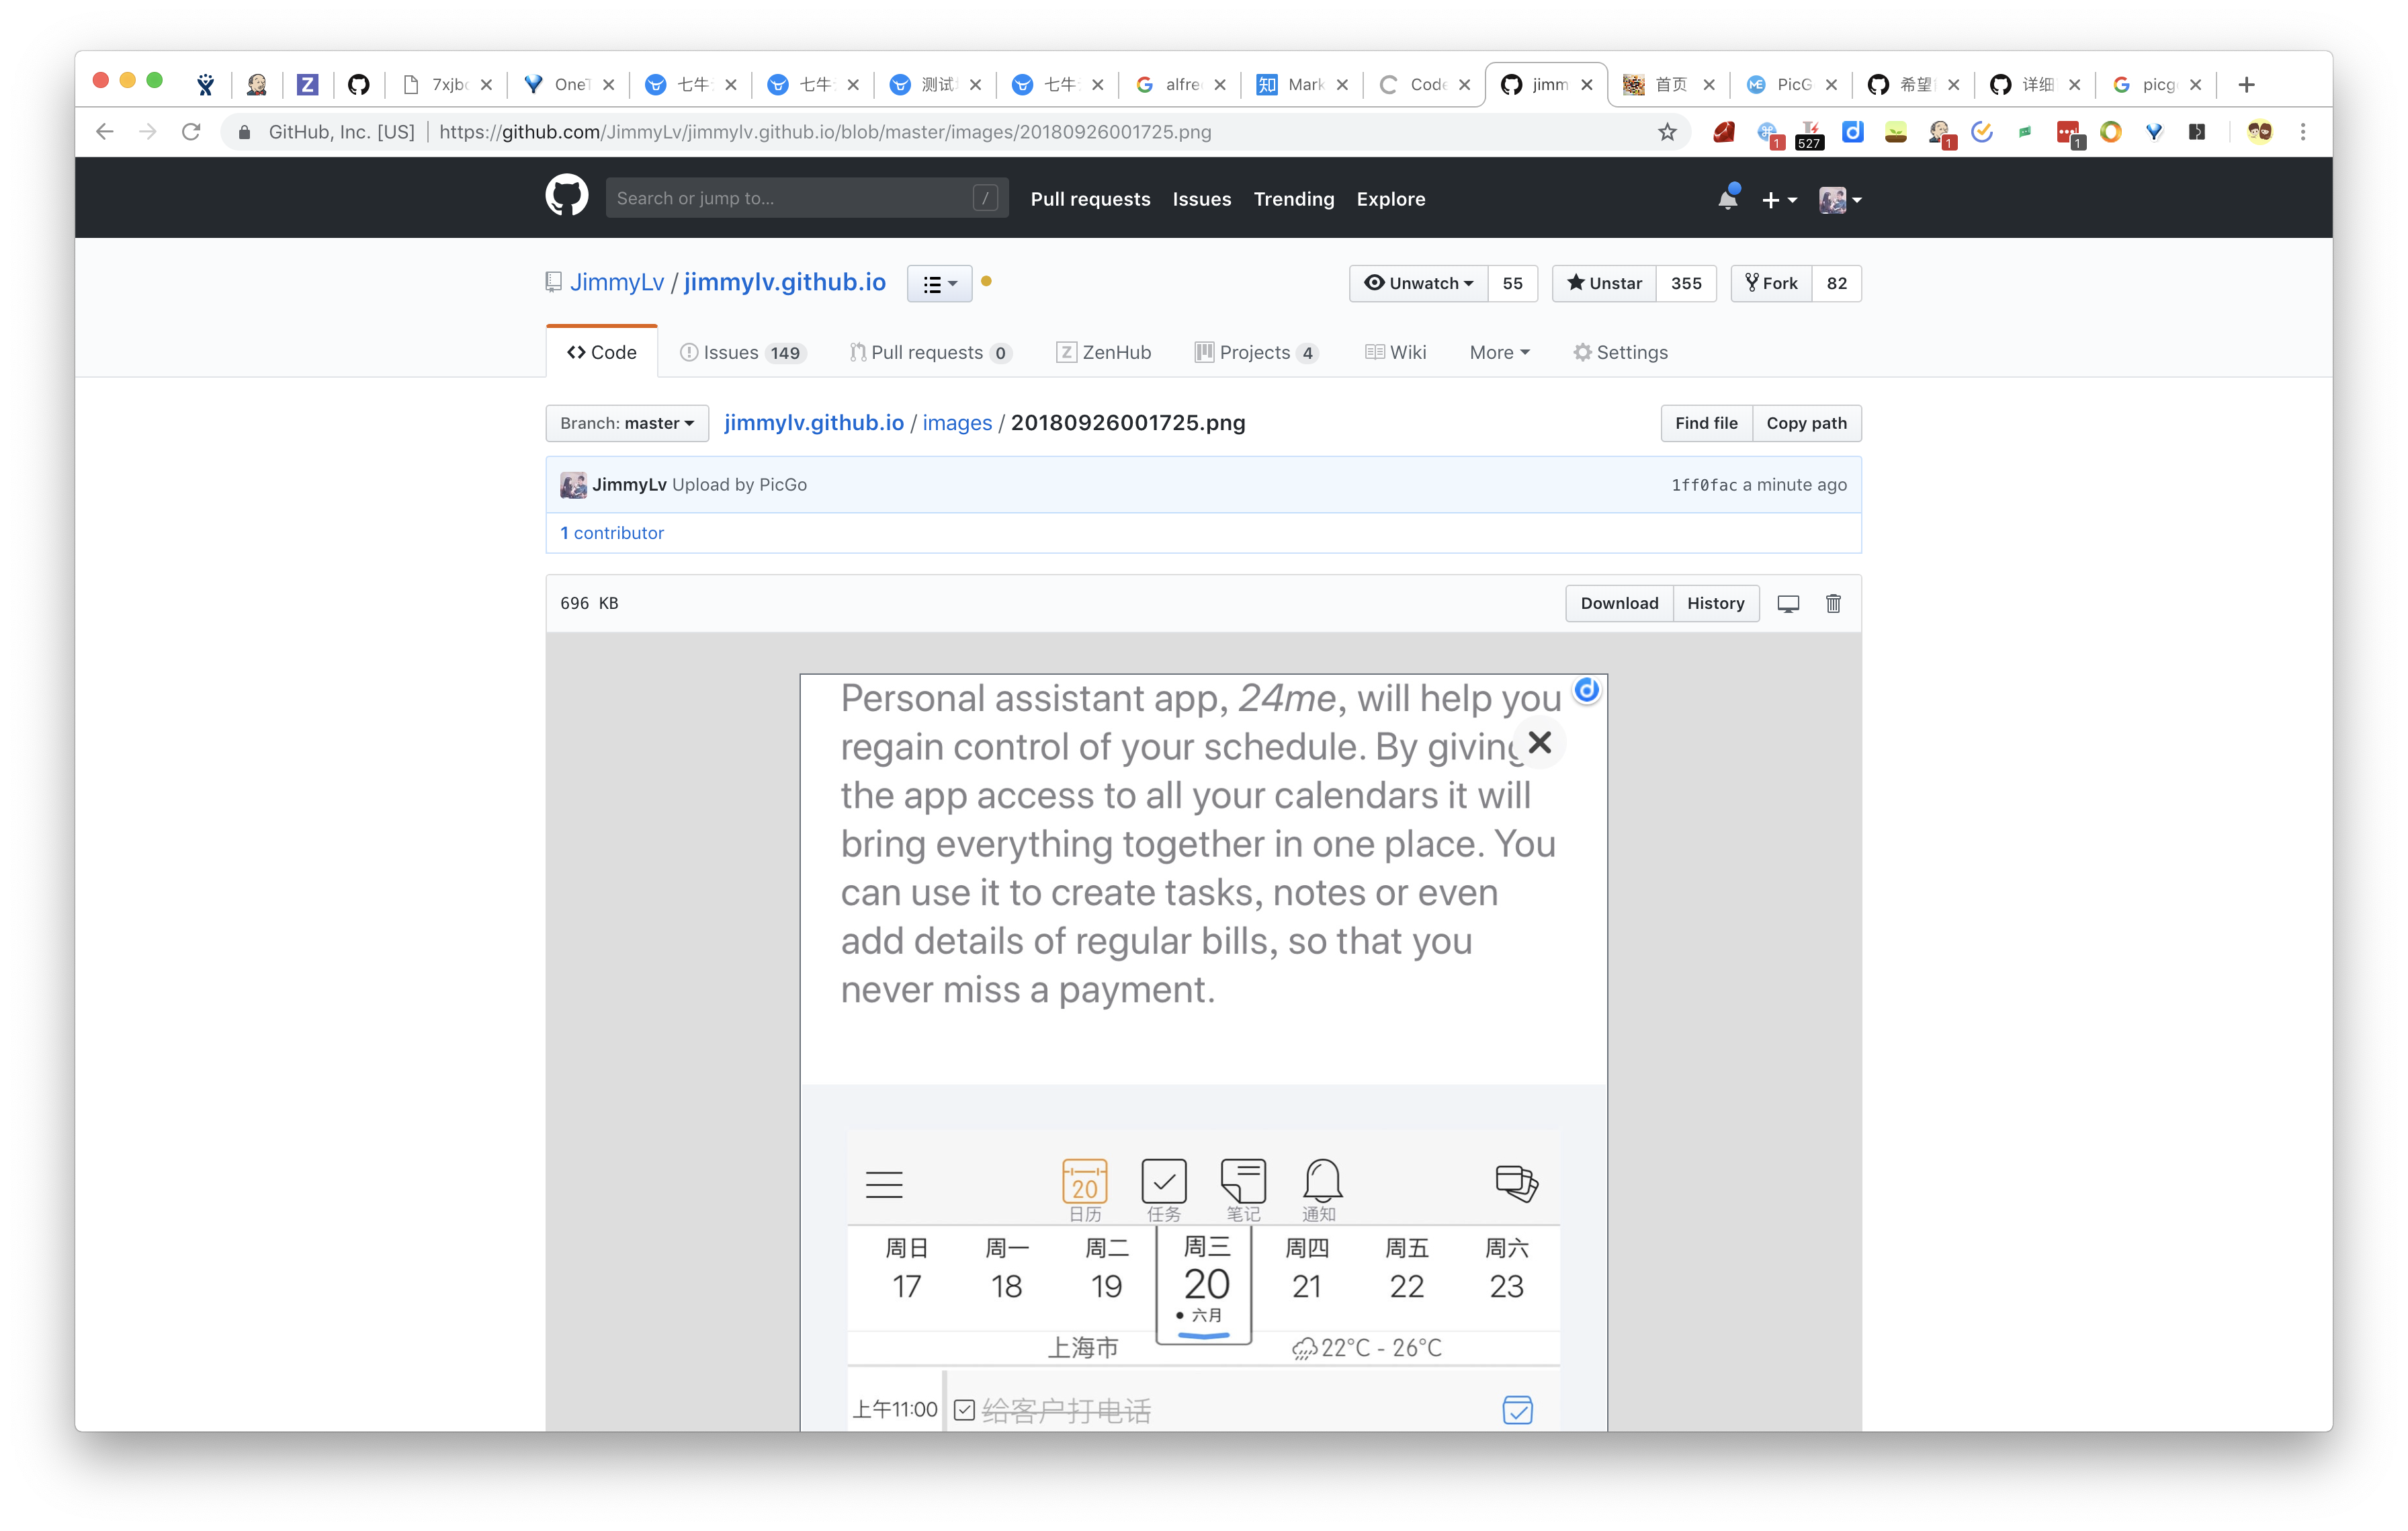 7xjb
OneT
七牛
七牛
测试
七牛
alfre
Mark
Code
jimm
首页
PicG
希望
详细
picg
GitHub, Inc. [US] | https://github.com/JimmyLv/jimmylv.github.io/blob/master/images/20180926001725.png
1
527
1
1
Search or jump to... /
Pull requests Issues Trending Explore
JimmyLv / jimmylv.github.io
Unwatch 55 Unstar 355 Fork 82
Code Issues 149 Pull requests 0 ZenHub Projects 4 Wiki More Settings
Branch: master jimmylv.github.io / images / 20180926001725.png Find file Copy path
JimmyLv Upload by PicGo 1ff0fac a minute ago
1 contributor
696 KB Download History
Personal assistant app, 24me, will help you
regain control of your schedule. By giving
the app access to all your calendars it will
bring everything together in one place. You
can use it to create tasks, notes or even
add details of regular bills, so that you
never miss a payment.
20
日历 任务 笔记 通知
周日 周一 周二 周三 周四 周五 周六
17 18 19 20 21 22 23
• 六月
上海市 22°C - 26°C
上午11:00 给客户打电话